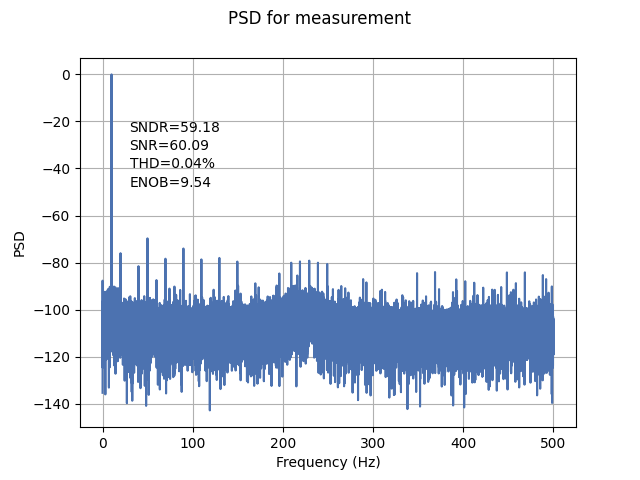 PSD for measurement
0
−20
−40
−60
−80
−100
−120
−140
PSD
SNDR=59.18
SNR=60.09
THD=0.04%
ENOB=9.54
0 100 200 300 400 500
Frequency (Hz)